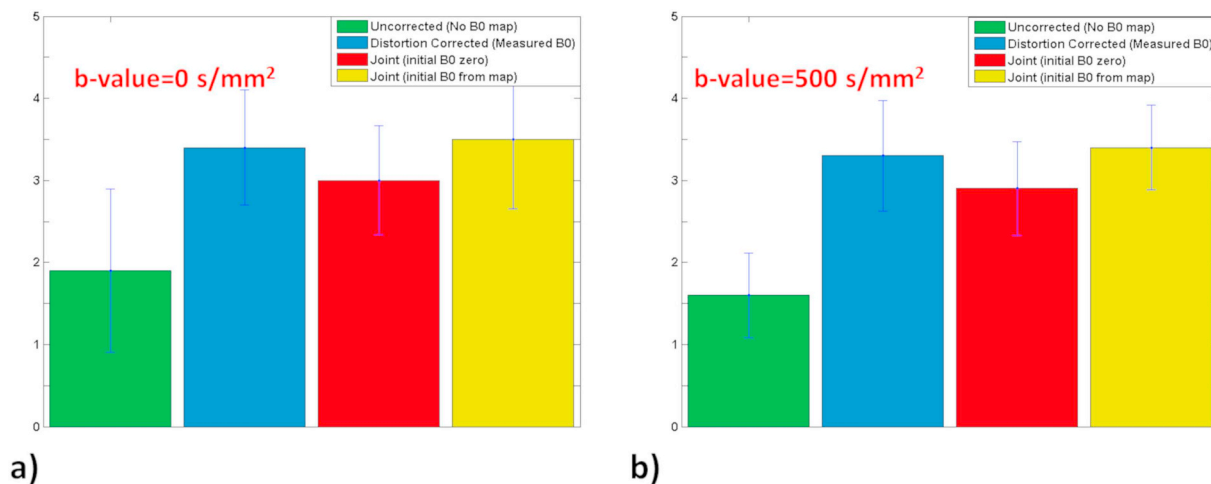 5
4
3
2
1
0
b-value=0 s/mm²
Uncorrected (No B0 map)
Distortion Corrected (Measured B0)
Joint (initial B0 zero)
Joint (initial B0 from map)
a)
5
4
3
2
1
0
b-value=500 s/mm²
Uncorrected (No B0 map)
Distortion Corrected (Measured B0)
Joint (initial B0 zero)
Joint (initial B0 from map)
b)